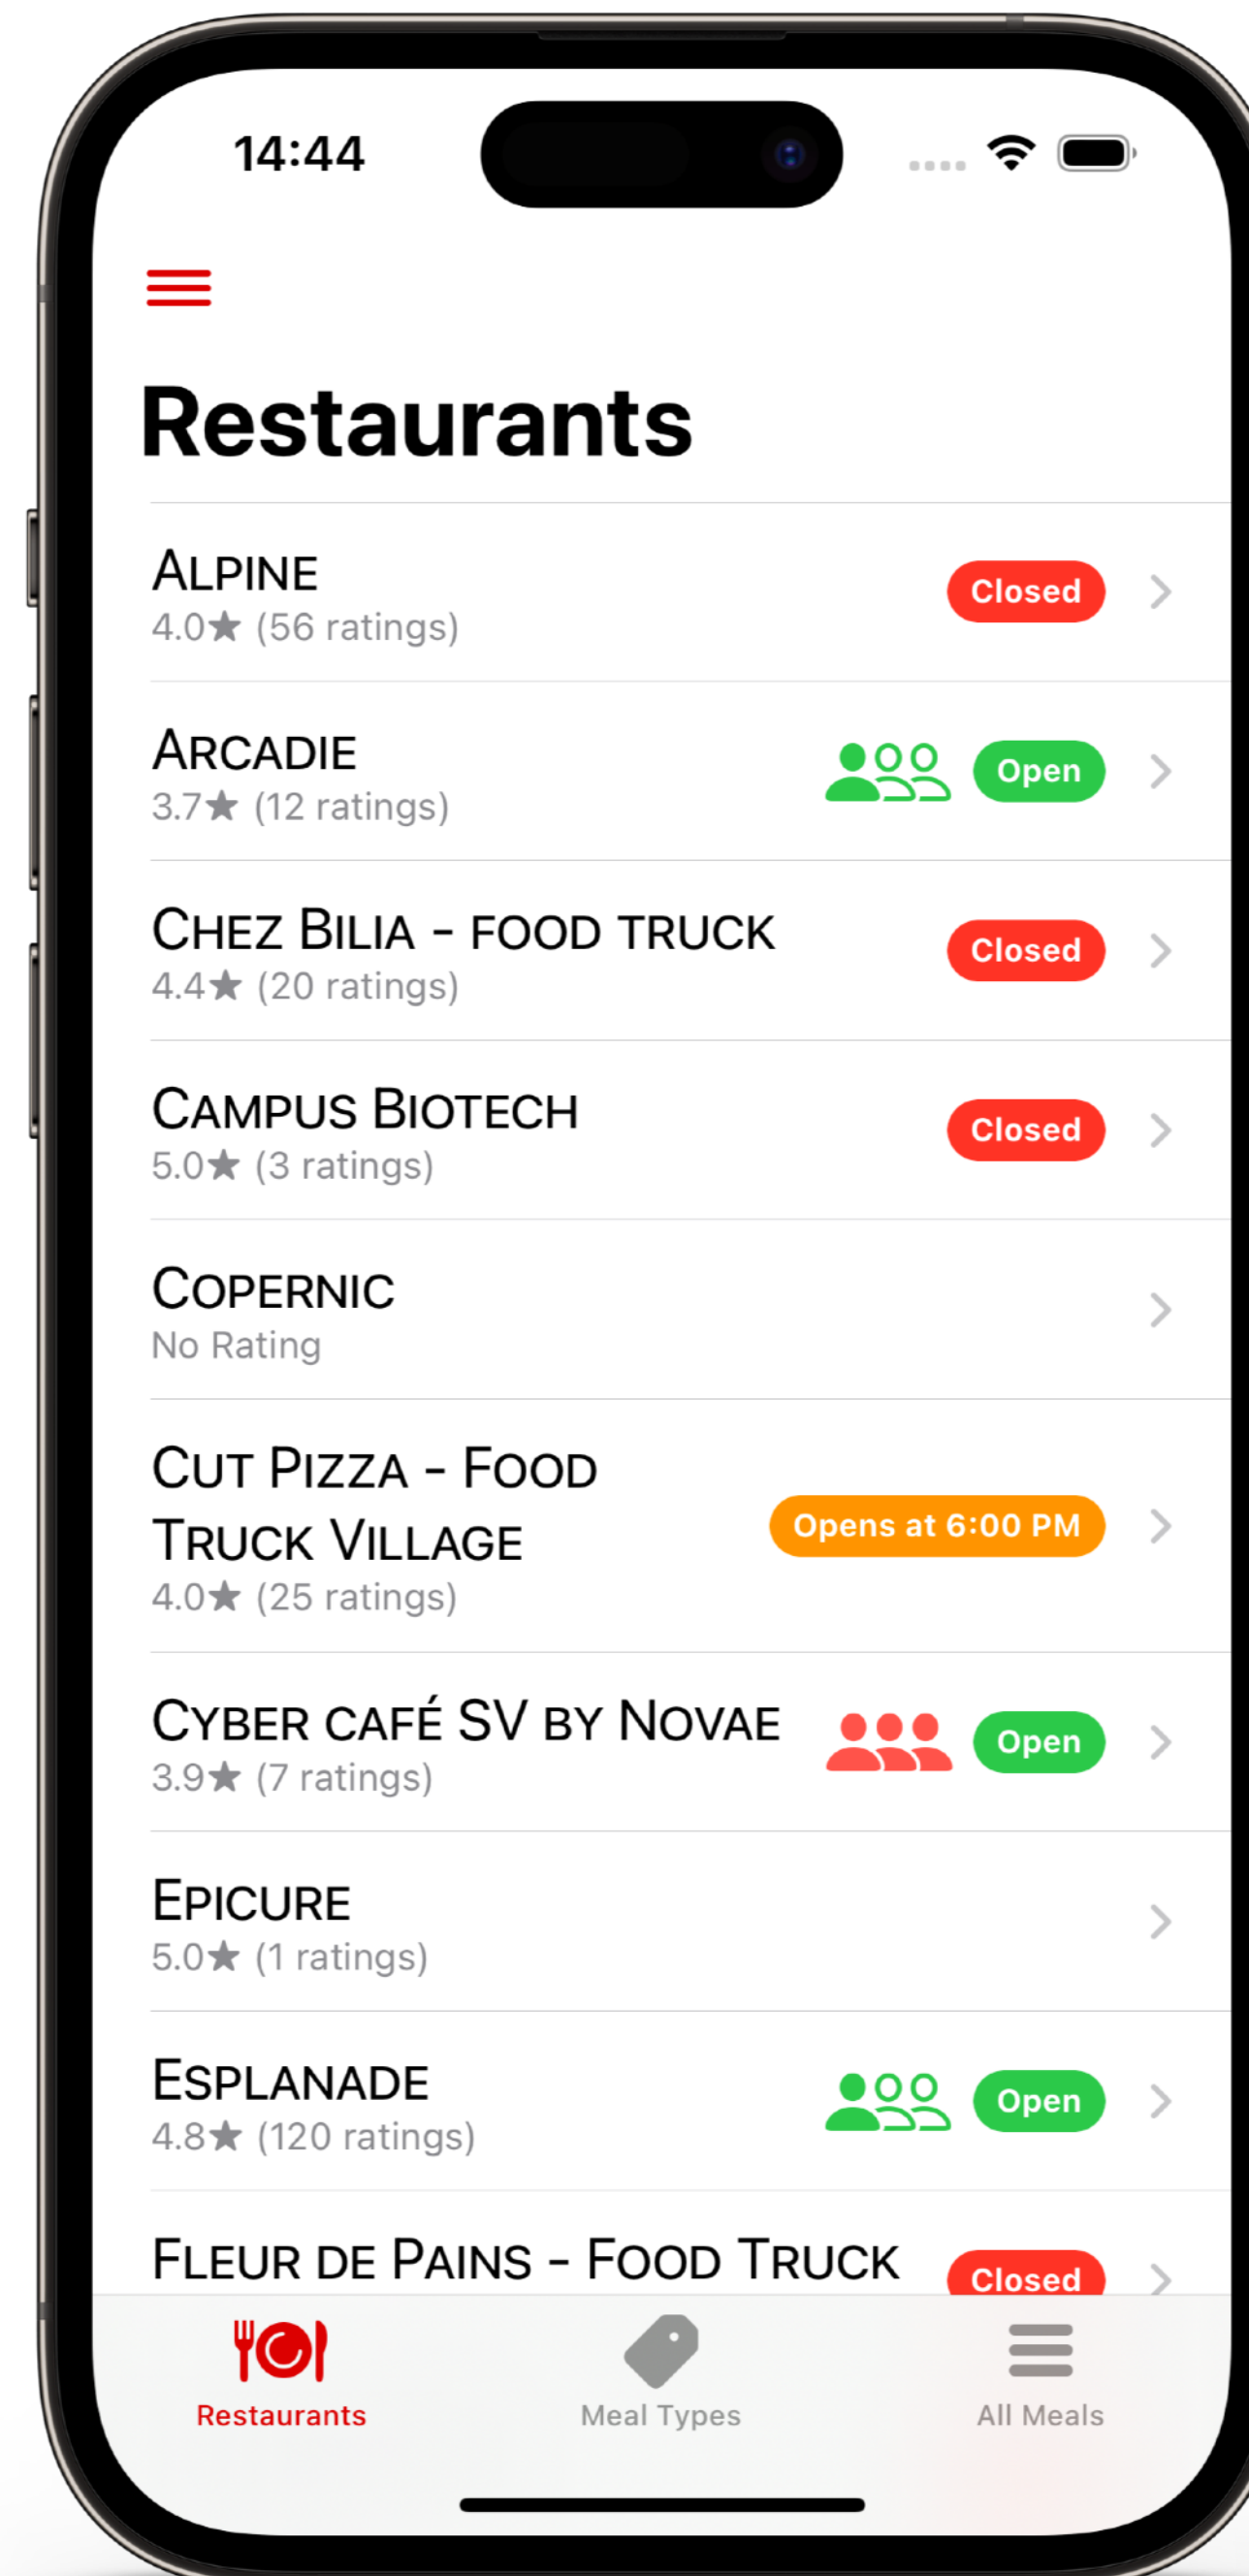 14:44
Restaurants
ALPINE
4.0★ (56 ratings)
Closed
ARCADIE
3.7★ (12 ratings)
Open
CHEZ BILIA - FOOD TRUCK
4.4★ (20 ratings)
Closed
CAMPUS BIOTECH
5.0★ (3 ratings)
Closed
COPERNIC
No Rating
CUT PIZZA - FOOD
TRUCK VILLAGE
4.0★ (25 ratings)
Opens at 6:00 PM
CYBER CAFÉ SV BY NOVAE
3.9★ (7 ratings)
Open
EPICURE
5.0★ (1 ratings)
ESPLANADE
4.8★ (120 ratings)
Open
FLEUR DE PAINS - FOOD TRUCK
Closed
Restaurants
Meal Types
All Meals